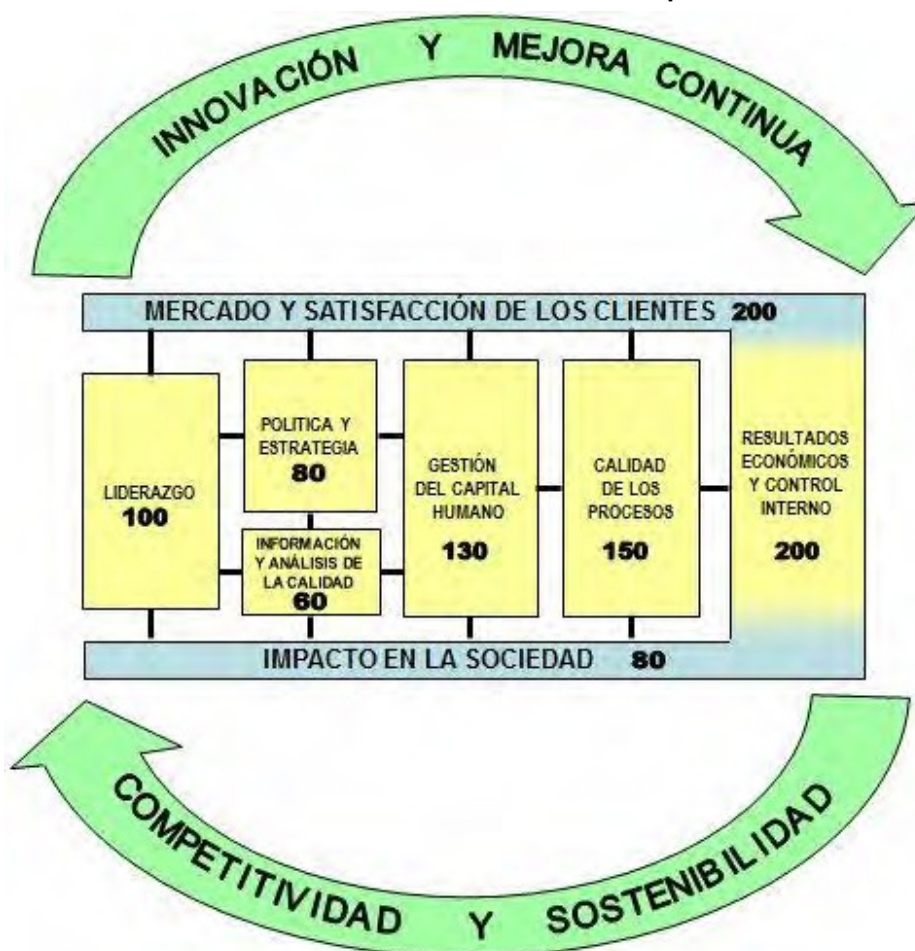 INNOVACIÓN Y MEJORA CONTINUA
MERCADO Y SATISFACCIÓN DE LOS CLIENTES 200
LIDERAZGO
100
POLITICA Y
ESTRATEGIA
80
INFORMACIÓN
Y ANÁLISIS DE
LA CALIDAD
60
GESTIÓN
DEL CAPITAL
HUMANO
130
CALIDAD
DE LOS
PROCESOS
150
RESULTADOS
ECONÓMICOS
Y CONTROL
INTERNO
200
IMPACTO EN LA SOCIEDAD 80
COMPETITIVIDAD Y SOSTENIBILIDAD